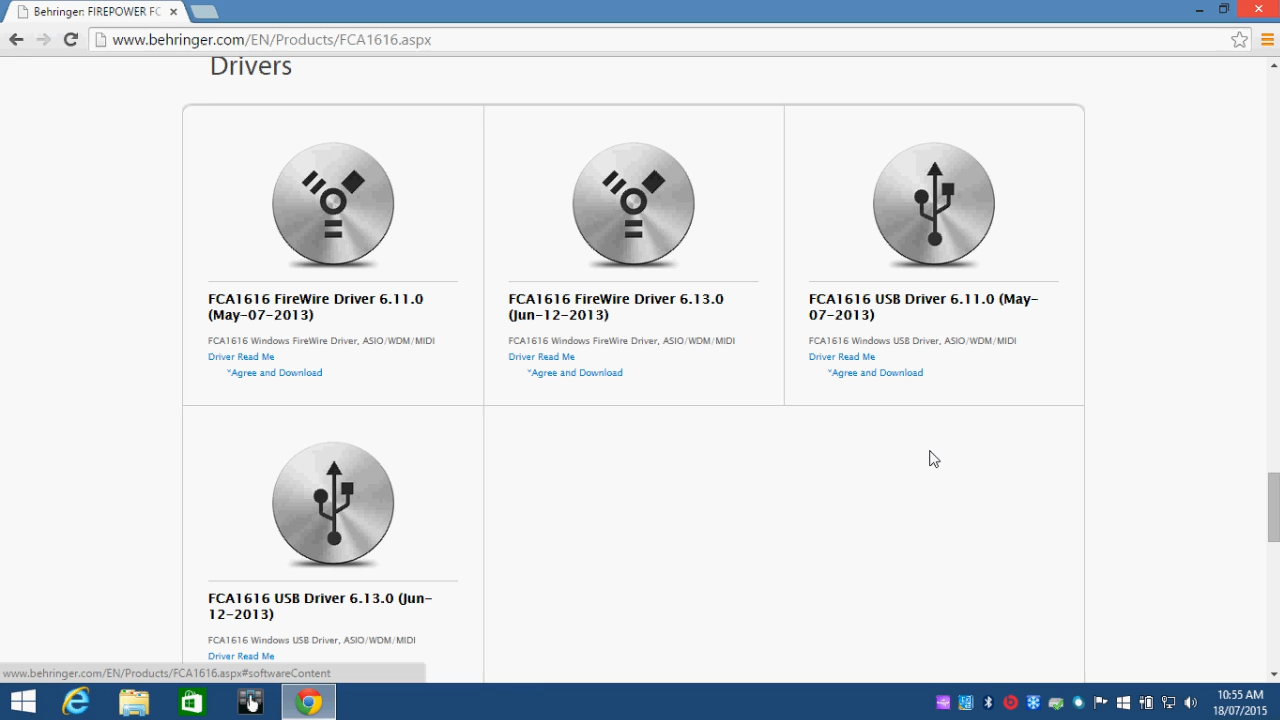 Behringer: FIREPOWER FC
www.behringer.com/EN/Products/FCA1616.aspx
Drivers
FCA1616 FireWire Driver 6.11.0
(May-07-2013)
FCA1616 Windows FireWire Driver, ASIO/WDM/MIDI
Driver Read Me
*Agree and Download
FCA1616 FireWire Driver 6.13.0
(Jun-12-2013)
FCA1616 Windows FireWire Driver, ASIO/WDM/MIDI
Driver Read Me
*Agree and Download
FCA1616 USB Driver 6.11.0 (May-
07-2013)
FCA1616 Windows USB Driver, ASIO/WDM/MIDI
Driver Read Me
*Agree and Download
FCA1616 USB Driver 6.13.0 (Jun-
12-2013)
FCA1616 Windows USB Driver, ASIO/WDM/MIDI
Driver Read Me
www.behringer.com/EN/Products/FCA1616.aspx#softwareContent
10:55 AM
18/07/2015